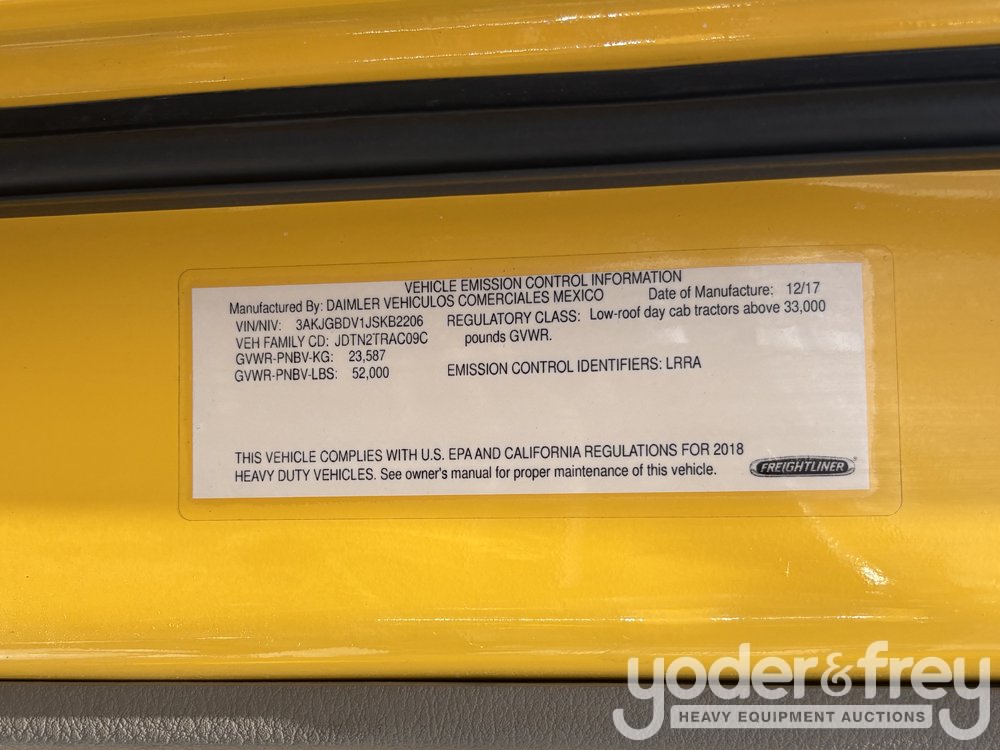 VEHICLE EMISSION CONTROL INFORMATION
Manufactured By: DAIMLER VEHICULOS COMERCIALES MEXICO Date of Manufacture: 12/17
VIN/NIV: 3AKJGBDV1JSKB2206 REGULATORY CLASS: Low-roof day cab tractors above 33,000
VEH FAMILY CD: JDTN2TRAC09C pounds GVWR.
GVWR-PNBV-KG: 23,587
GVWR-PNBV-LBS: 52,000 EMISSION CONTROL IDENTIFIERS: LRRA
THIS VEHICLE COMPLIES WITH U.S. EPA AND CALIFORNIA REGULATIONS FOR 2018
HEAVY DUTY VEHICLES. See owner's manual for proper maintenance of this vehicle.
FREIGHTLINER
yoder&frey
HEAVY EQUIPMENT AUCTIONS